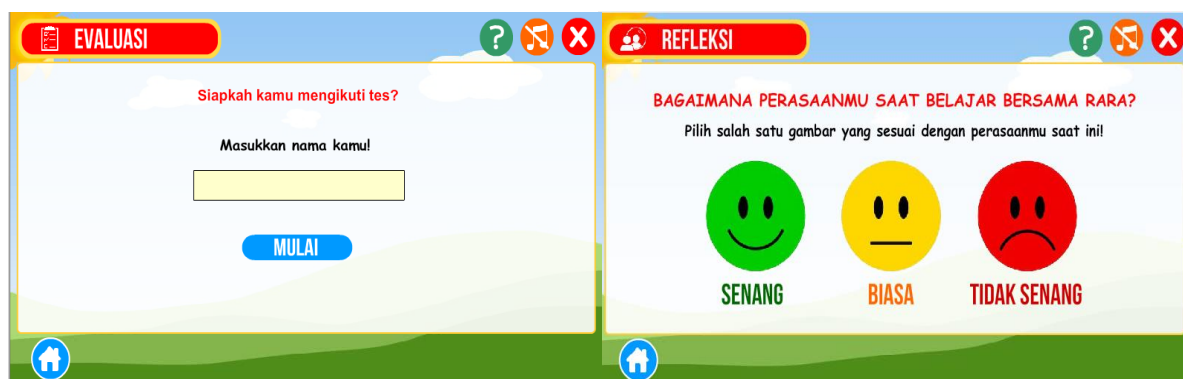 EVALUASI
?
X
Siapkah kamu mengikuti tes?
Masukkan nama kamu!
MULAI
REFLEKSI
?
X
BAGAIMANA PERASAANMU SAAT BELAJAR BERSAMA RARA?
Pilih salah satu gambar yang sesuai dengan perasaanmu saat ini!
SENANG
BIASA
TIDAK SENANG